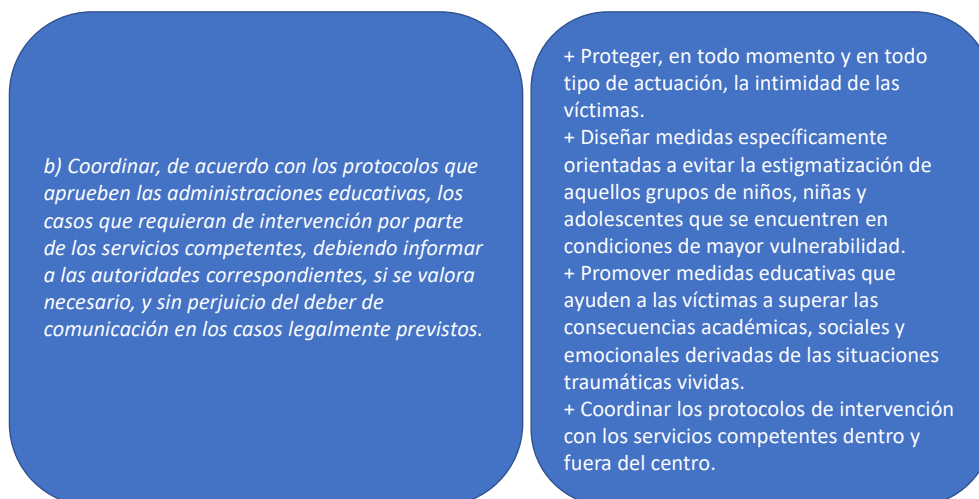 b) Coordinar, de acuerdo con los protocolos que
aprueben las administraciones educativas, los
casos que requieran de intervención por parte
de los servicios competentes, debiendo informar
a las autoridades correspondientes, si se valora
necesario, y sin perjuicio del deber de
comunicación en los casos legalmente previstos.
+ Proteger, en todo momento y en todo
tipo de actuación, la intimidad de las
víctimas.
+ Diseñar medidas específicamente
orientadas a evitar la estigmatización de
aquellos grupos de niños, niñas y
adolescentes que se encuentren en
condiciones de mayor vulnerabilidad.
+ Promover medidas educativas que
ayuden a las víctimas a superar las
consecuencias académicas, sociales y
emocionales derivadas de las situaciones
traumáticas vividas.
+ Coordinar los protocolos de intervención
con los servicios competentes dentro y
fuera del centro.